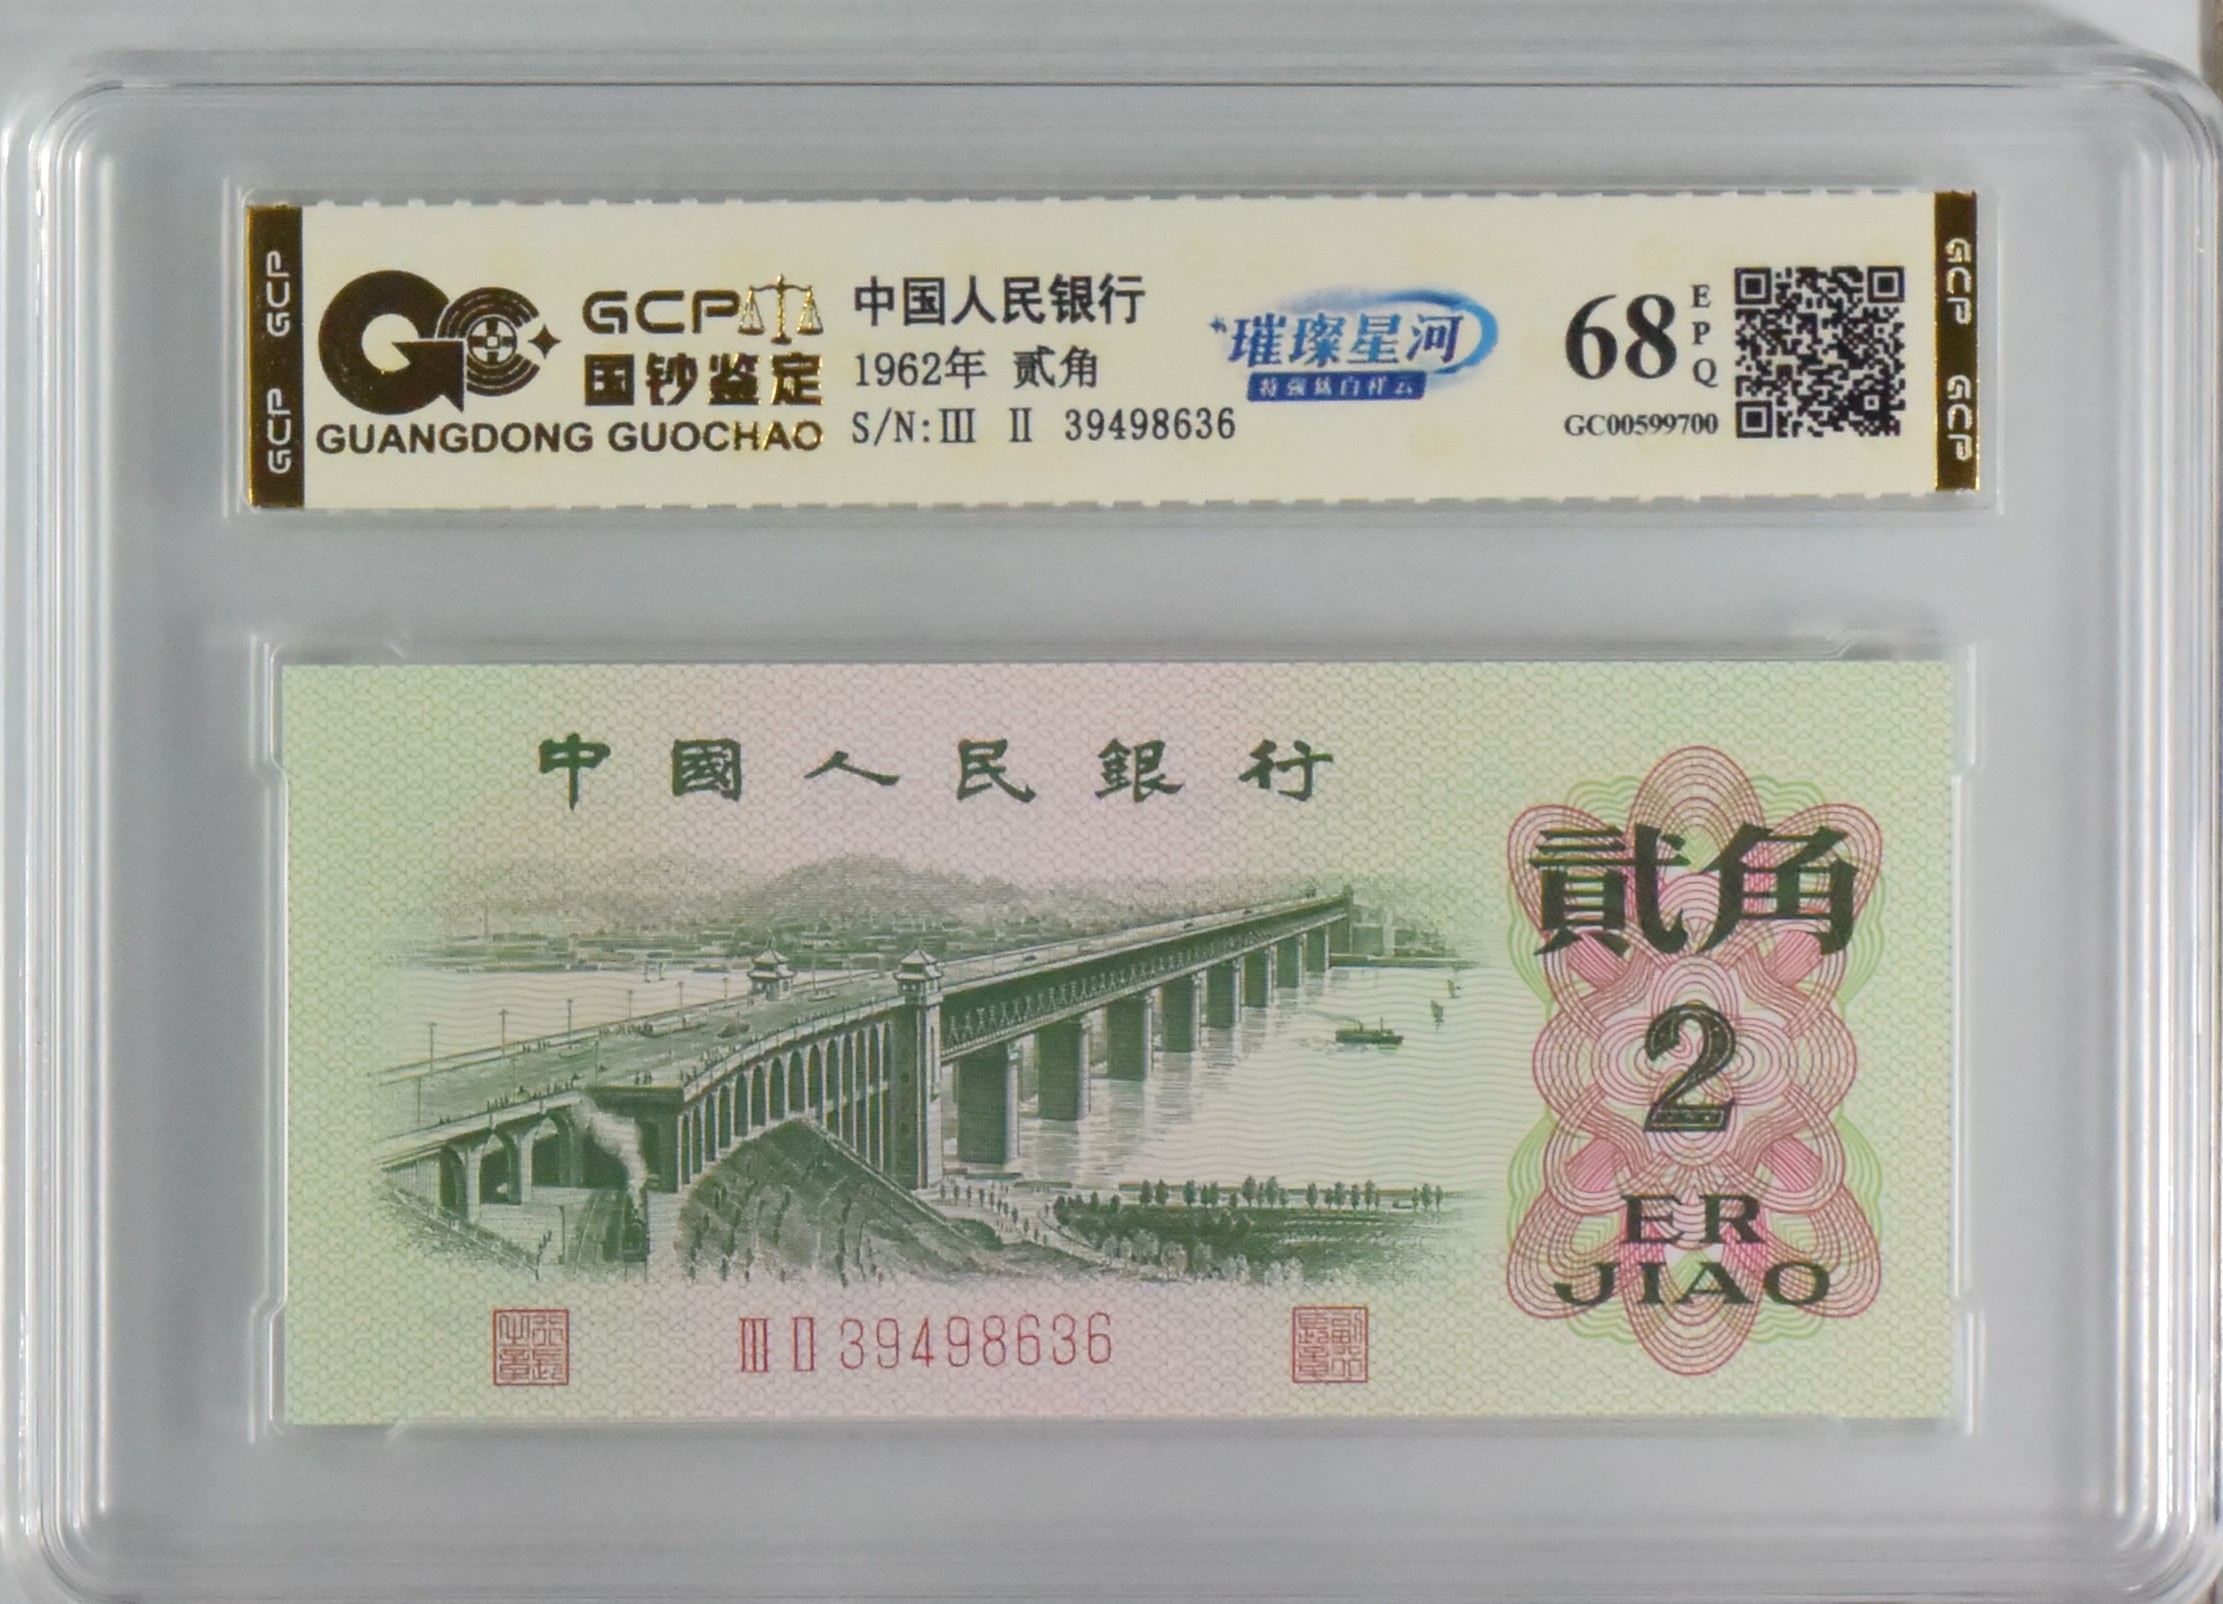 GCP GCP
GCP
国钞鉴定
GUANGDONG GUOCHAO
中国人民银行
1962年 贰角
S/N:Ⅲ Ⅱ 39498636
璀璨星河
68
EPQ
GC00599700
GCP GCP
中國人民銀行
貳角
2
ER
JIAO
Ⅲ Ⅱ 39498636